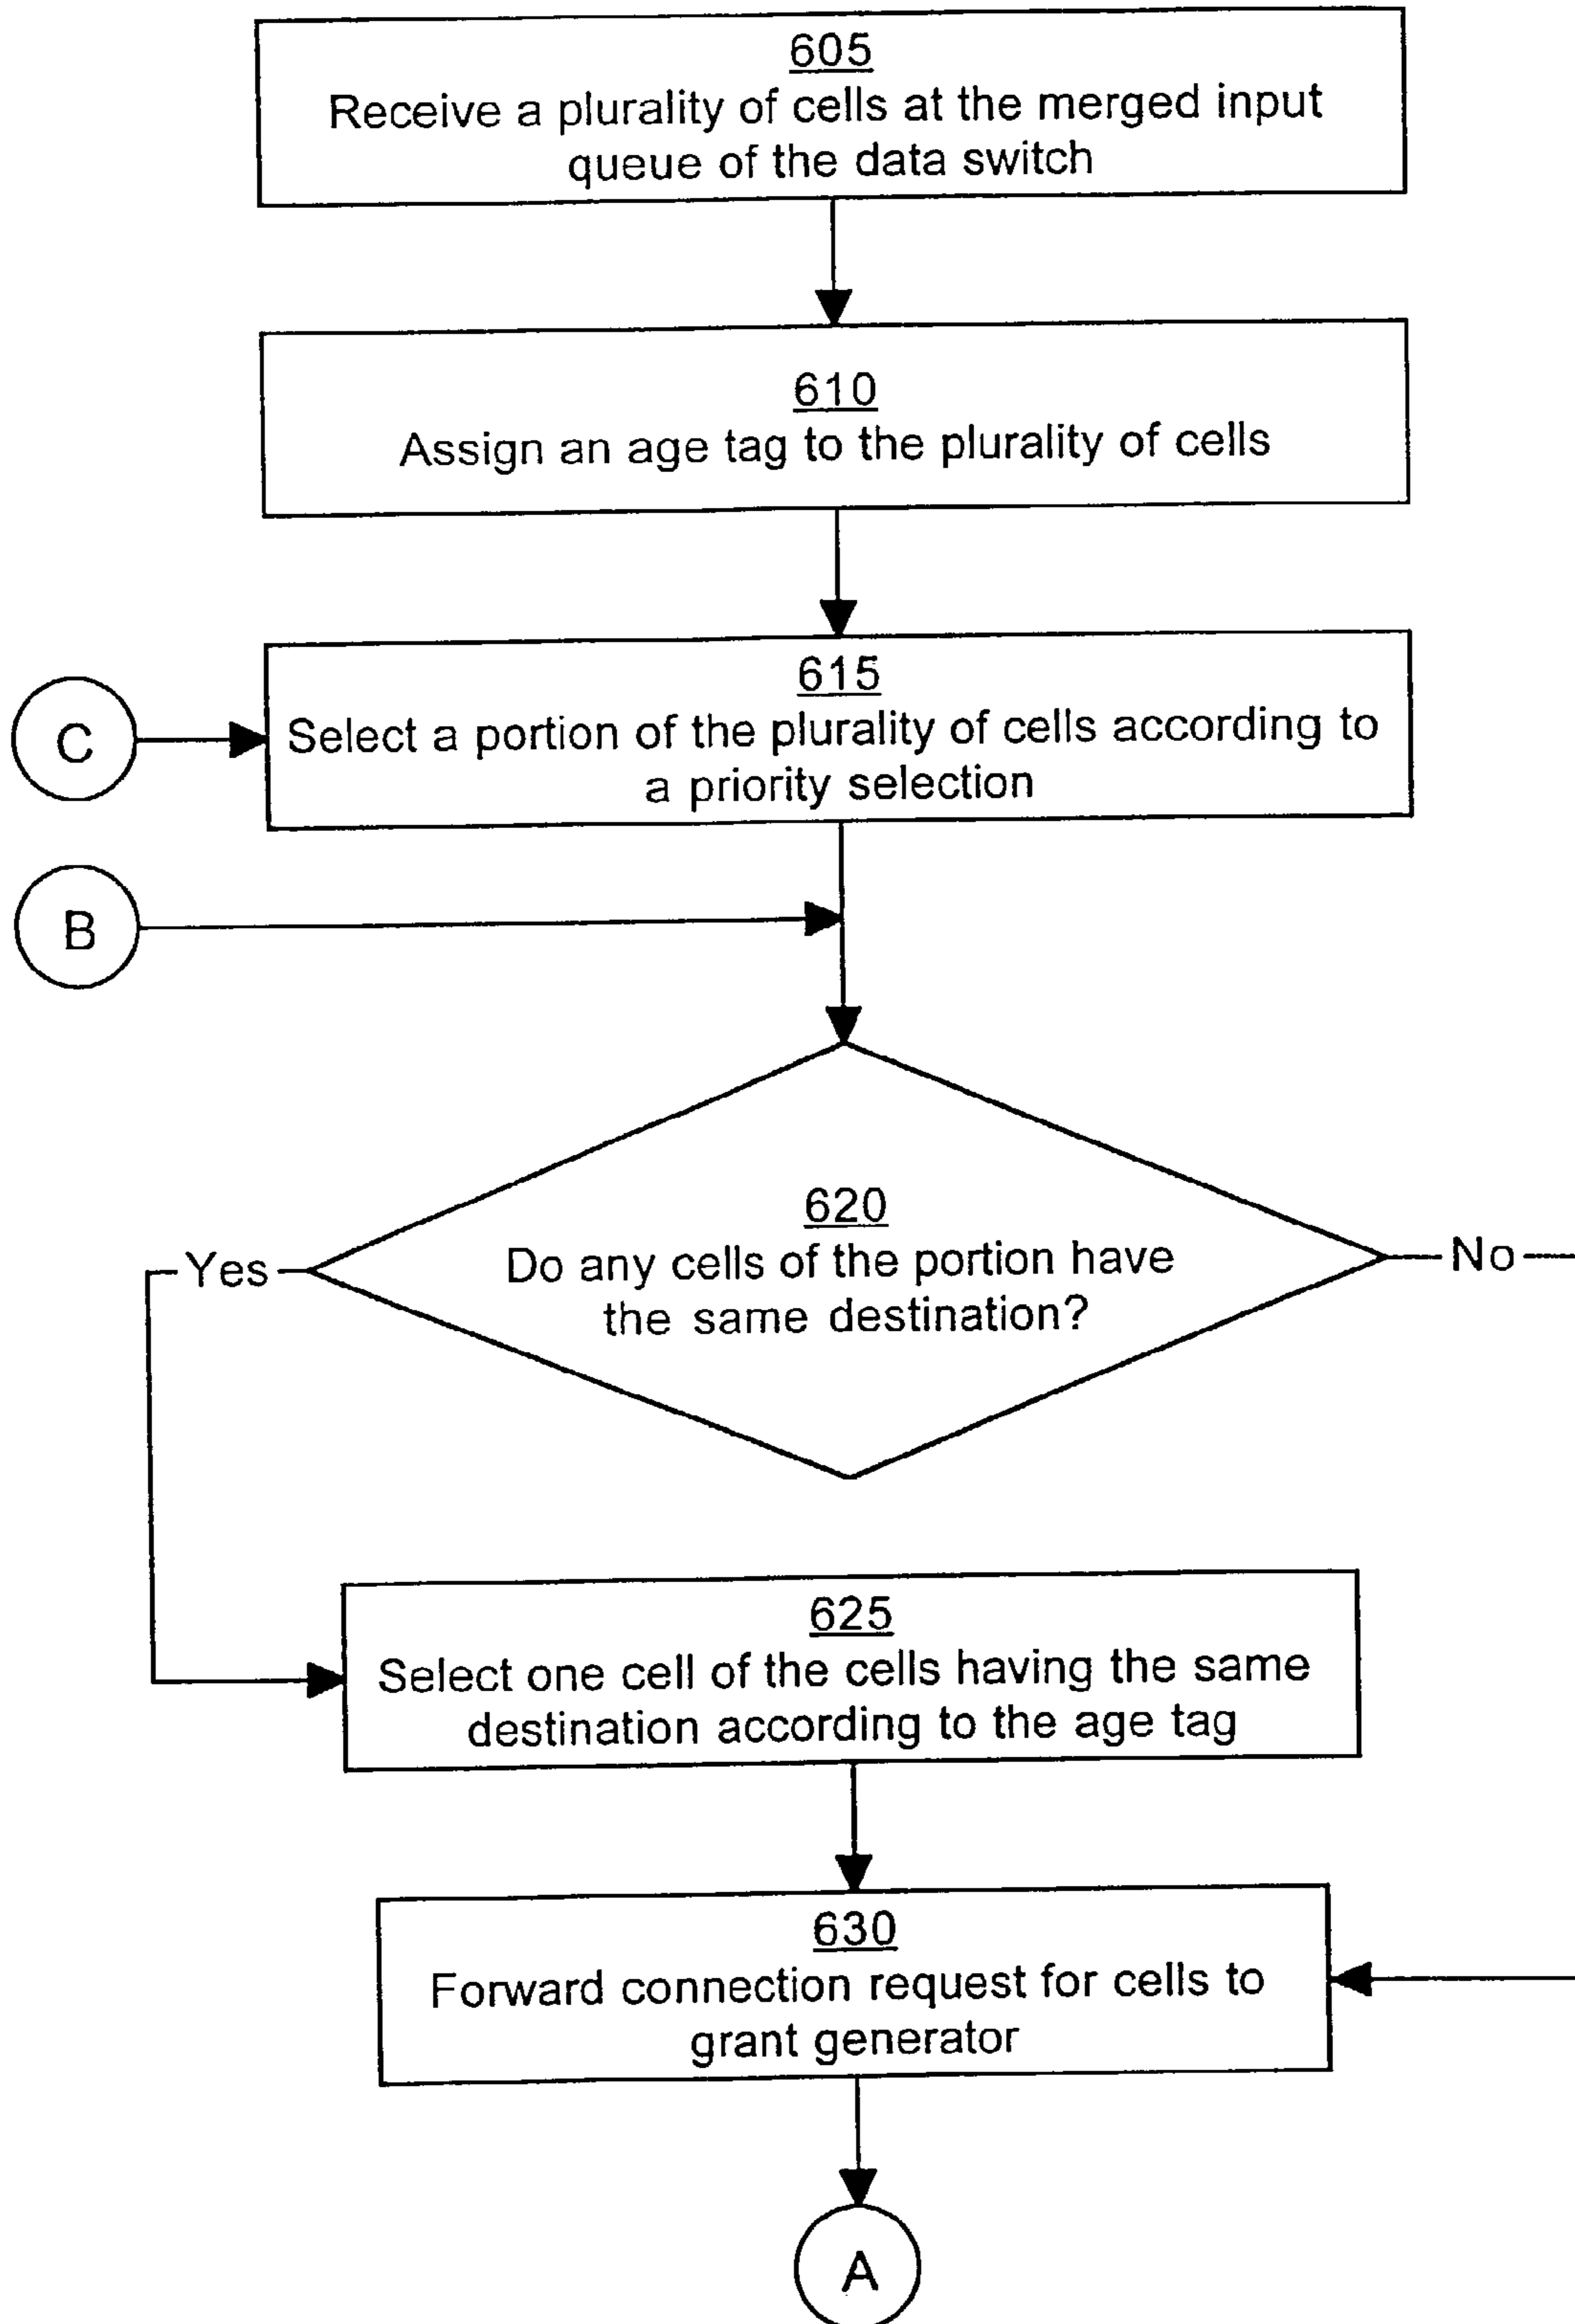 605
Receive a plurality of cells at the merged input
queue of the data switch
610
Assign an age tag to the plurality of cells
C
615
Select a portion of the plurality of cells according to
a priority selection
B
620
Do any cells of the portion have
the same destination?
Yes
No
625
Select one cell of the cells having the same
destination according to the age tag
630
Forward connection request for cells to
grant generator
A